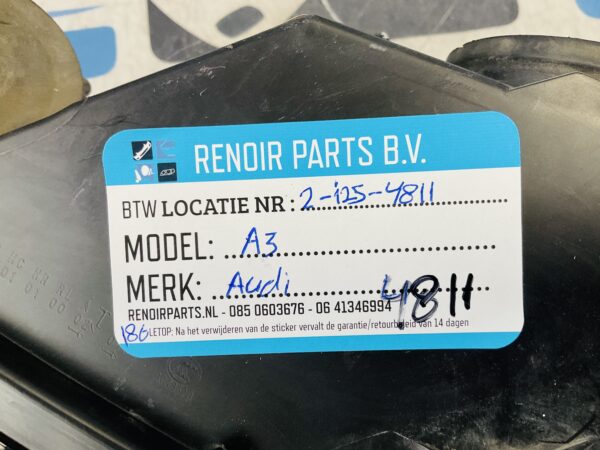 RENOIR PARTS B.V.
BTW LOCATIE NR : 2-i25-4811
MODEL: A3
MERK: Audi
4811
RENOIRPARTS.NL - 085 0603676 - 06 41346994
186
LETOP: Na het verwijderen van de sticker vervalt de garantie/retourbeleid van 14 dagen